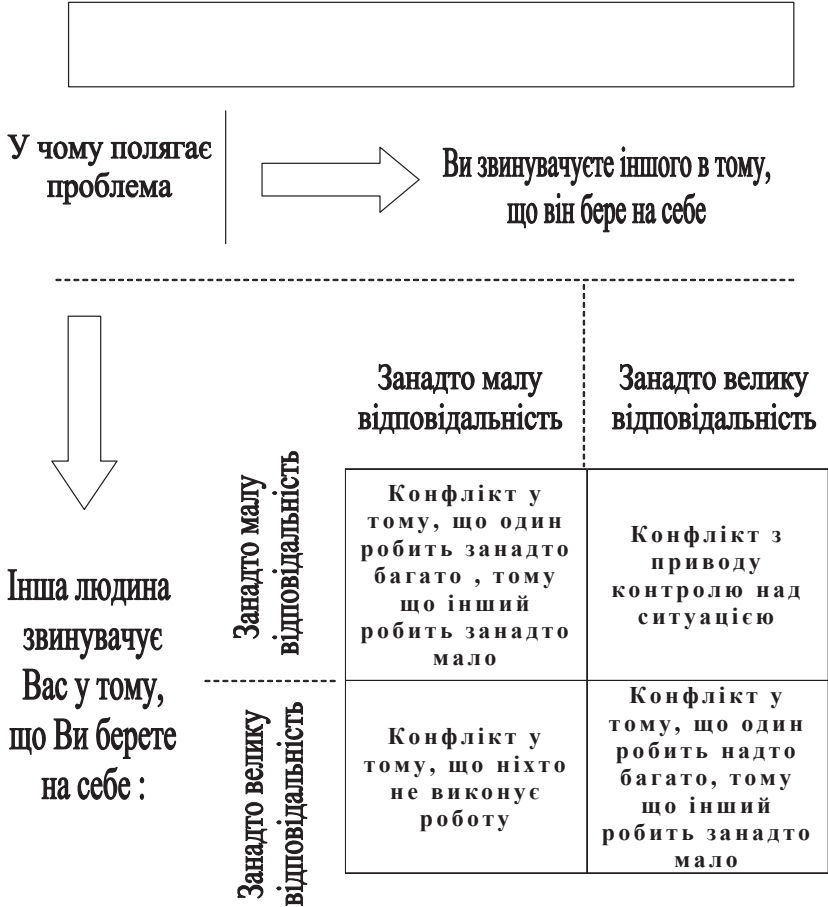 У чому полягає
проблема
Ви звинувачуєте іншого в тому,
що він бере на себе
Занадто малу
відповідальність
Занадто велику
відповідальність
Інша людина
звинувачує
Вас у тому,
що Ви берете
на себе :
Занадто малу
відповідальність
Конфлікт у
тому, що один
робить занадто
багато , тому
що інший
робить занадто
мало
Конфлікт з
приводу
контролю над
ситуацією
Занадто велику
відповідальність
Конфлікт у
тому, що ніхто
не виконує
роботу
Конфлікт у
тому, що один
робить надто
багато, тому
що інший
робить занадто
мало